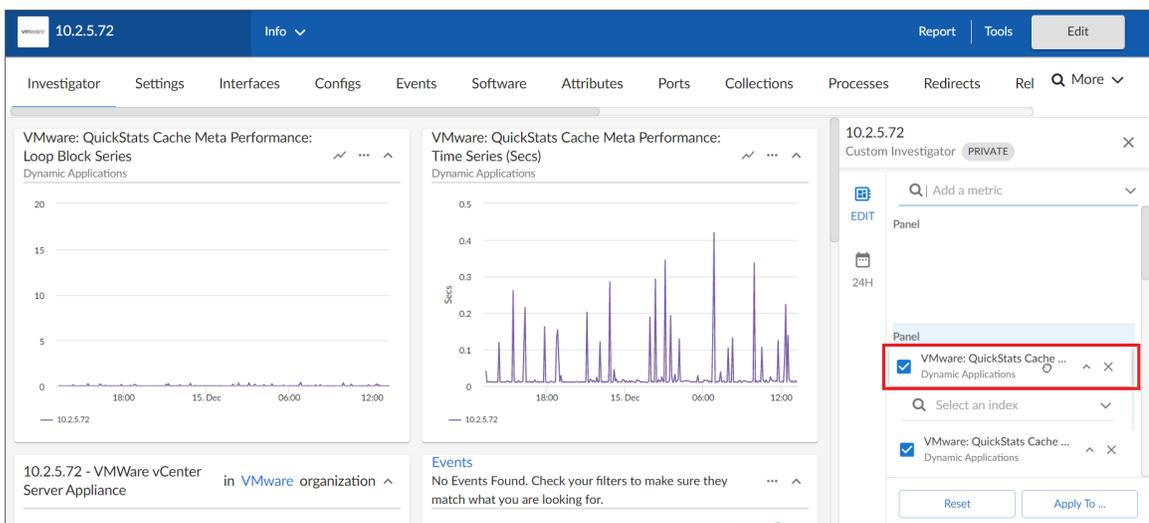 vmware
10.2.5.72
Info
Report
Tools
Edit
Investigator
Settings
Interfaces
Configs
Events
Software
Attributes
Ports
Collections
Processes
Redirects
Rel
More
VMware: QuickStats Cache Meta Performance:
Loop Block Series
Dynamic Applications
20
15
10
5
0
18:00
15. Dec
06:00
12:00
10.2.5.72
VMware: QuickStats Cache Meta Performance:
Time Series (Secs)
Dynamic Applications
Secs
0.5
0.4
0.3
0.2
0.1
0
18:00
15. Dec
06:00
12:00
10.2.5.72
10.2.5.72 - VMWare vCenter
Server Appliance
in VMware organization
Events
No Events Found. Check your filters to make sure they
match what you are looking for.
10.2.5.72
Custom Investigator PRIVATE
EDIT
24H
Add a metric
Panel
Panel
VMware: QuickStats Cache ...
Dynamic Applications
Select an index
VMware: QuickStats Cache ...
Dynamic Applications
Reset
Apply To ...